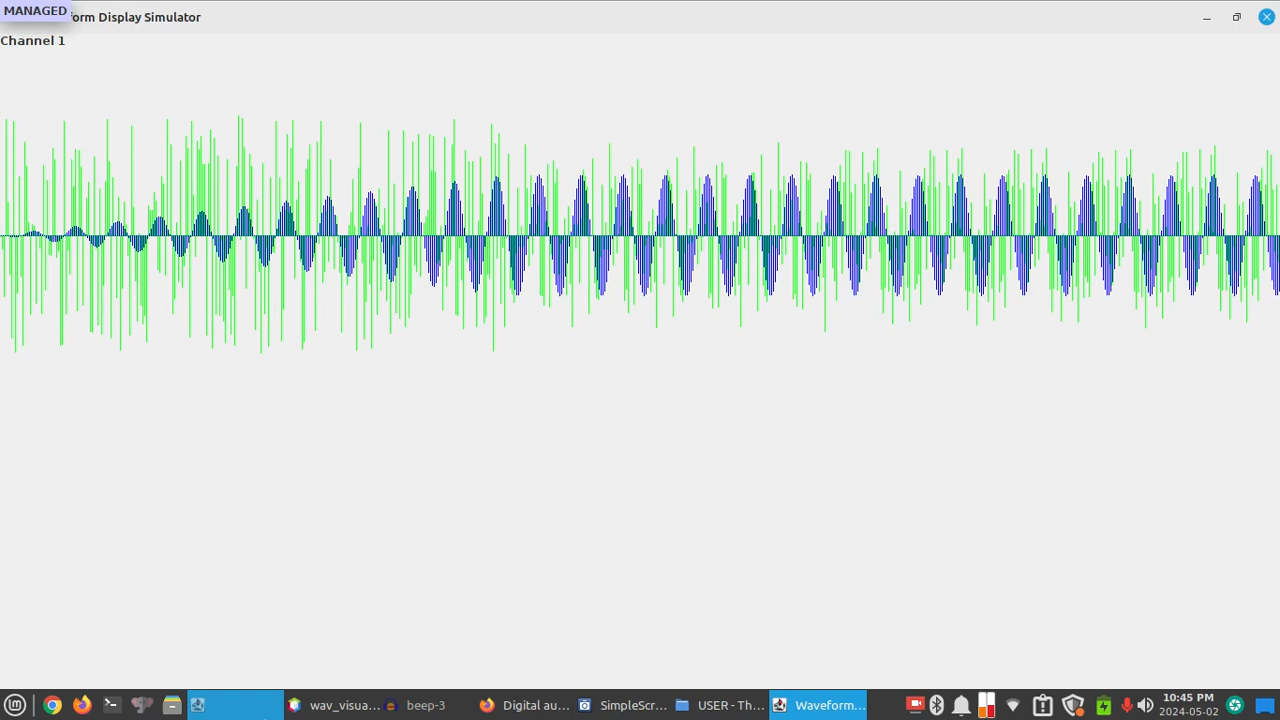 MANAGED
form Display Simulator
Channel 1
wav_visua...
beep-3
Digital au...
SimpleScr...
USER - Th...
Waveform...
10:45 PM
2024-05-02